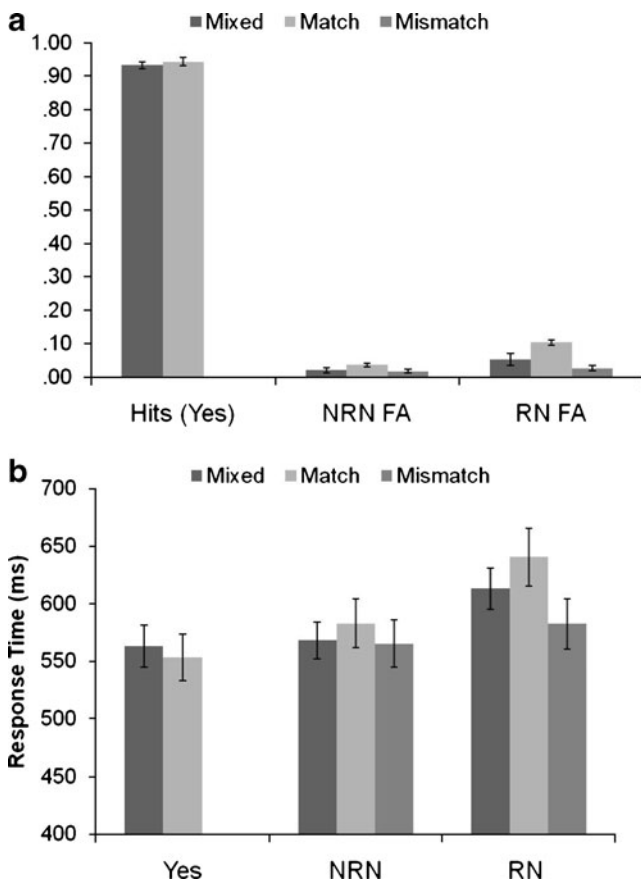 a
Mixed Match Mismatch
1.00
.90
.80
.70
.60
.50
.40
.30
.20
.10
.00
Hits (Yes) NRN FA RN FA
b
Mixed Match Mismatch
Response Time (ms)
700
650
600
550
500
450
400
Yes NRN RN